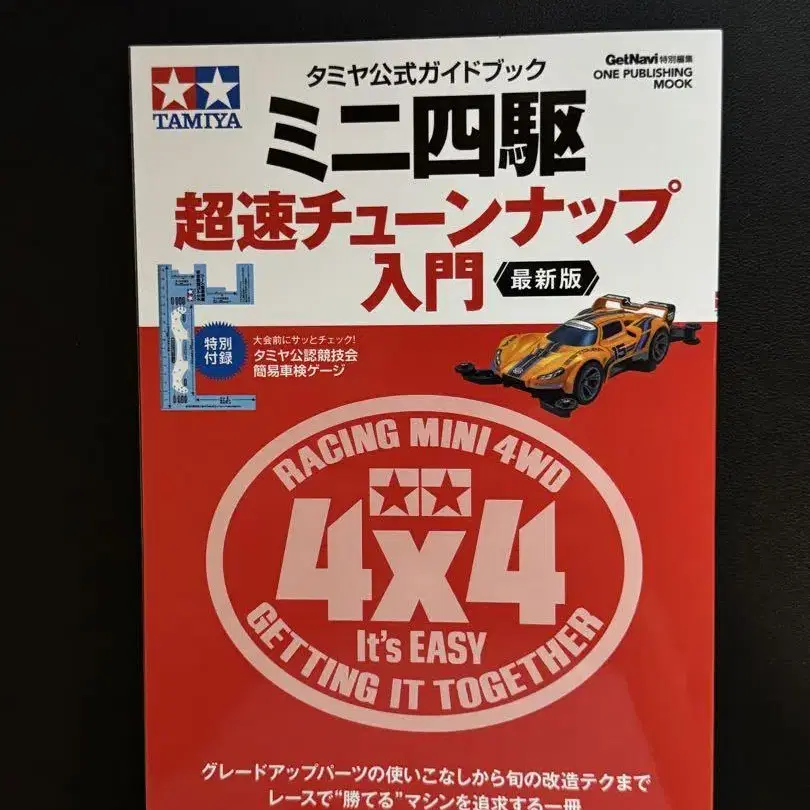 TAMIYA
タミヤ公式ガイドブック
GetNavi特別編集
ONE PUBLISHING
MOOK
ミニ四駆
超速チューンナップ
入門
最新版
特別
付録
大会前にサッとチェック!
タミヤ公認競技会
簡易車検ゲージ
15
RACING MINI 4WD
4x4
It's EASY
GETTING IT TOGETHER
グレードアップパーツの使いこなしから旬の改造テクまで
レースで“勝てる”マシンを追求する一冊